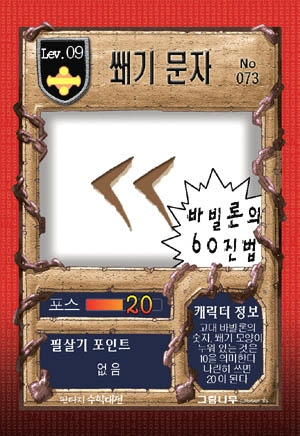 Lev.09
쐐기 문자
No
073
바빌론의
60진법
포스 20
캐릭터 정보
고대 바빌론의
숫자, 쐐기 모양이
누워 있는 것은
10을 의미한다
나란히 쓰면
20이 된다
필살기 포인트
없음
판타지 수학대전
그림나무